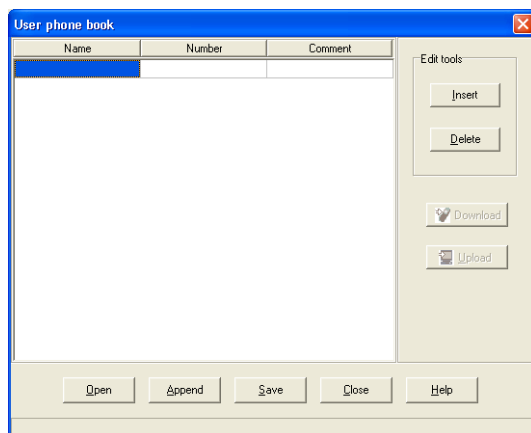 User phone book
Name Number Comment
Edit tools
Insert
Delete
Download
Upload
Open Append Save Close Help